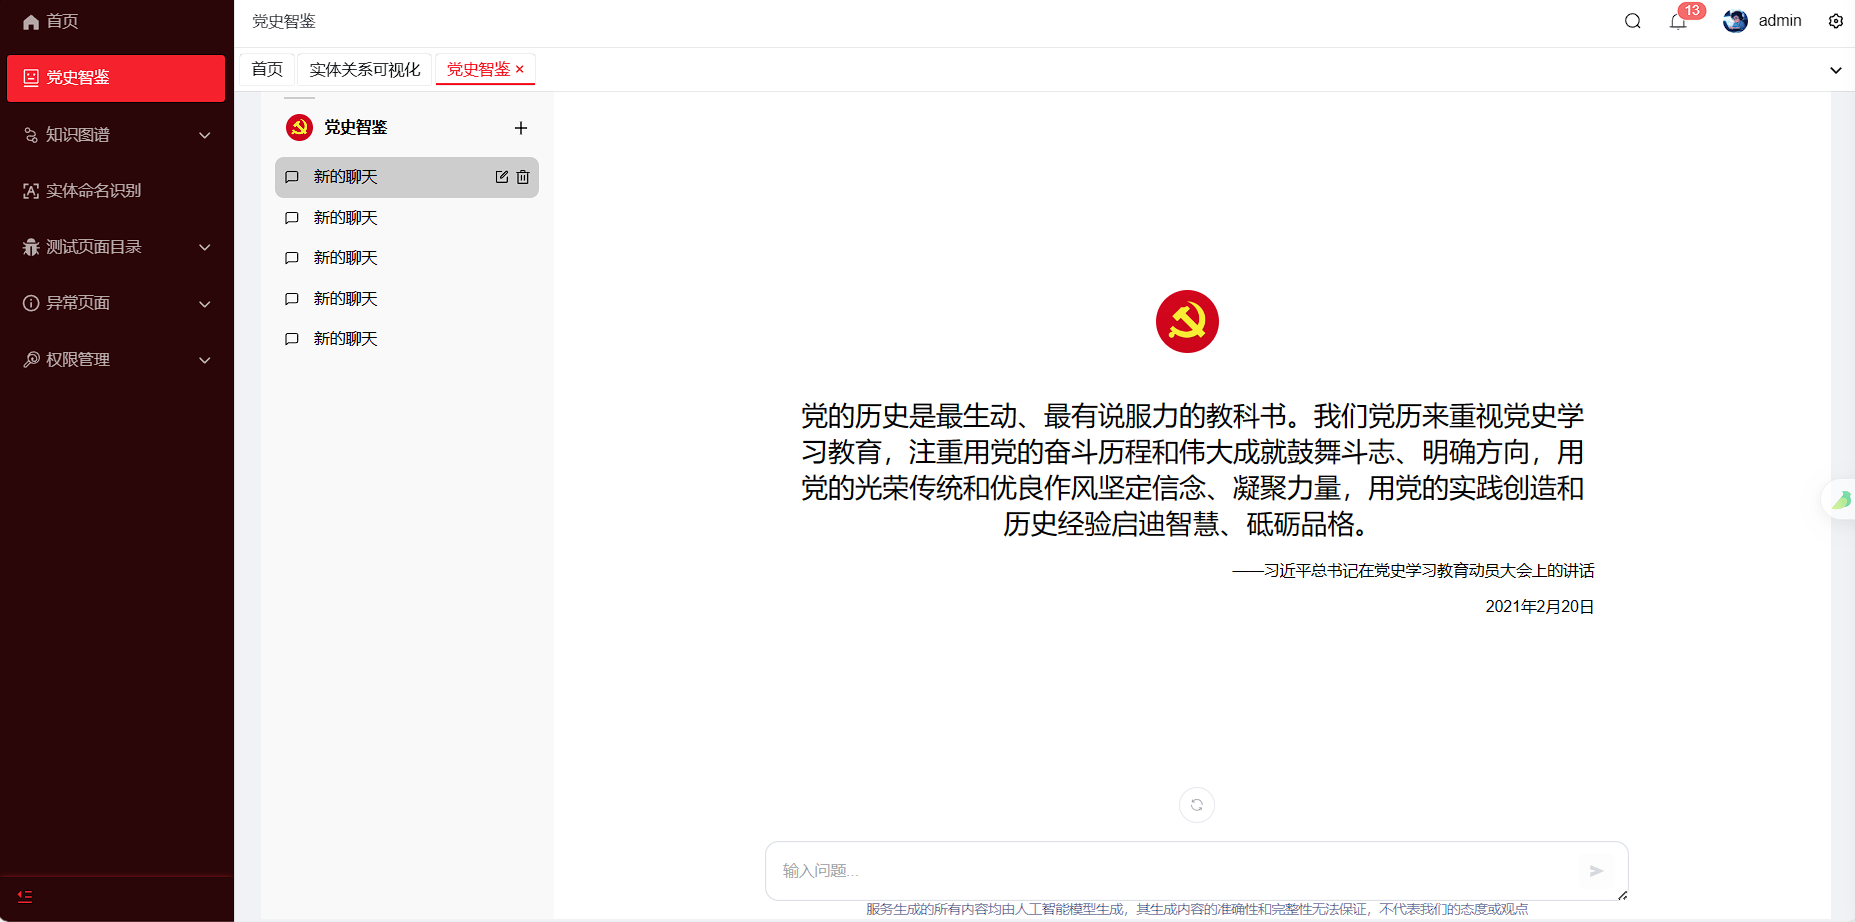 首页
党史智鉴
知识图谱
实体命名识别
测试页面目录
异常页面
权限管理
党史智鉴
13
admin
首页
实体关系可视化
党史智鉴 ×
党史智鉴
新的聊天
新的聊天
新的聊天
新的聊天
新的聊天
党的历史是最生动、最有说服力的教科书。我们党历来重视党史学
习教育，注重用党的奋斗历程和伟大成就鼓舞斗志、明确方向，用
党的光荣传统和优良作风坚定信念、凝聚力量，用党的实践创造和
历史经验启迪智慧、砥砺品格。
——习近平总书记在党史学习教育动员大会上的讲话
2021年2月20日
输入问题...
服务生成的所有内容均由人工智能模型生成，其生成内容的准确性和完整性无法保证，不代表我们的态度或观点